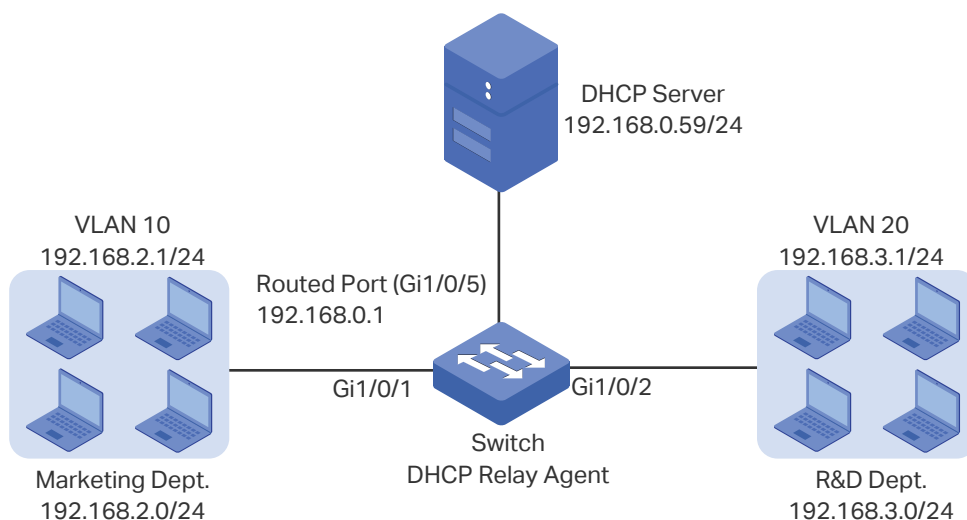 DHCP Server
192.168.0.59/24
VLAN 10
192.168.2.1/24
VLAN 20
192.168.3.1/24
Routed Port (Gi1/0/5)
192.168.0.1
Gi1/0/1
Gi1/0/2
Switch
DHCP Relay Agent
Marketing Dept.
192.168.2.0/24
R&D Dept.
192.168.3.0/24